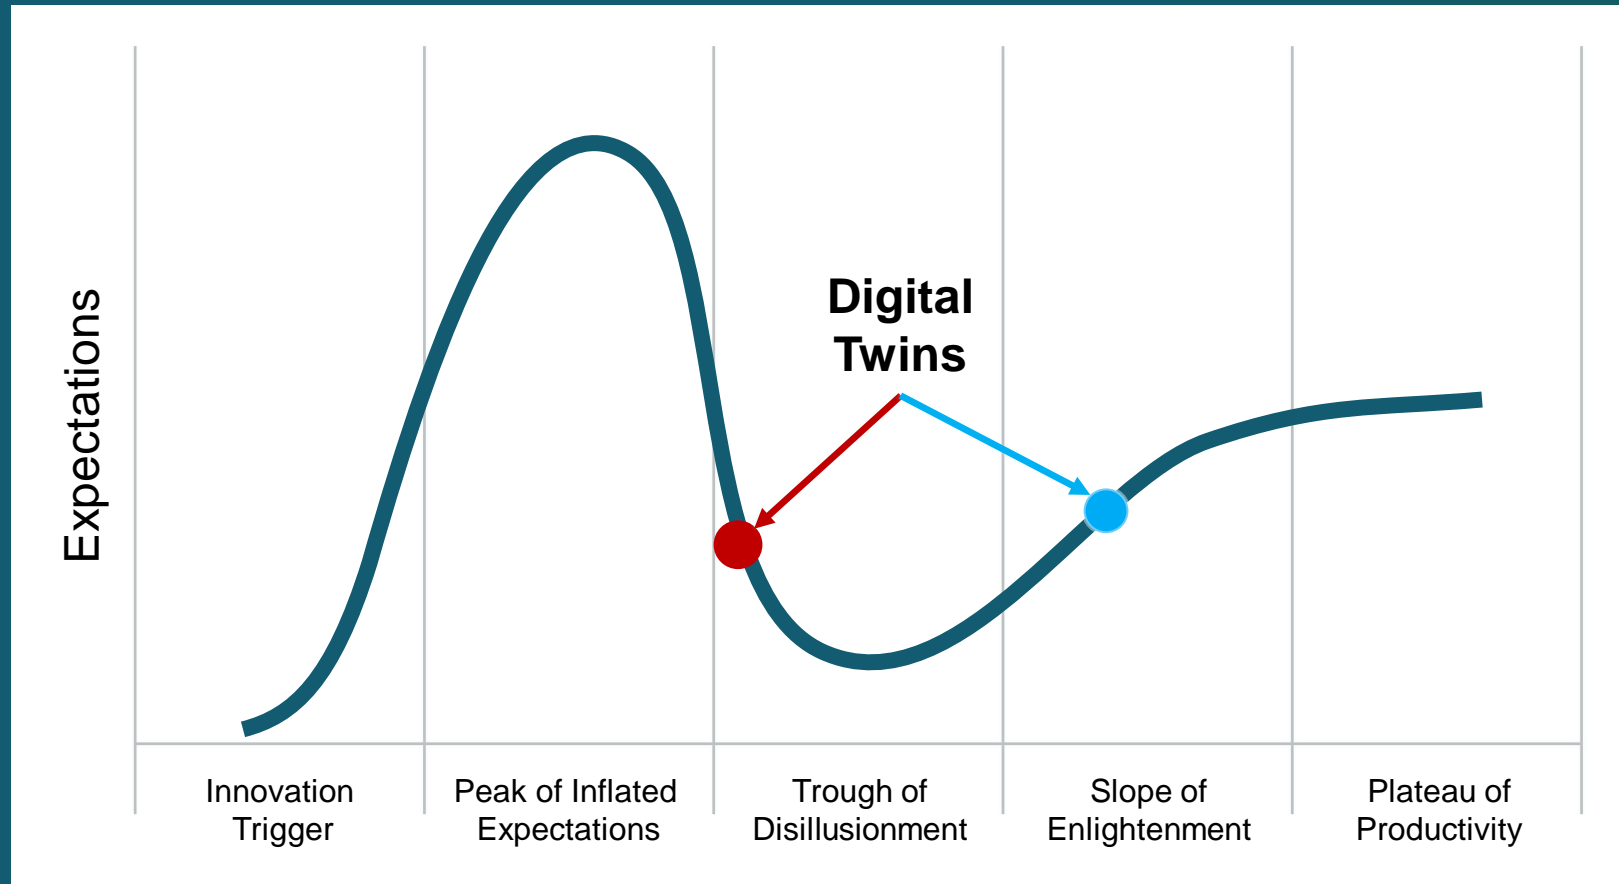 Digital
Twins
Expectations
Innovation
Trigger
Peak of Inflated
Expectations
Trough of
Disillusionment
Slope of
Enlightenment
Plateau of
Productivity